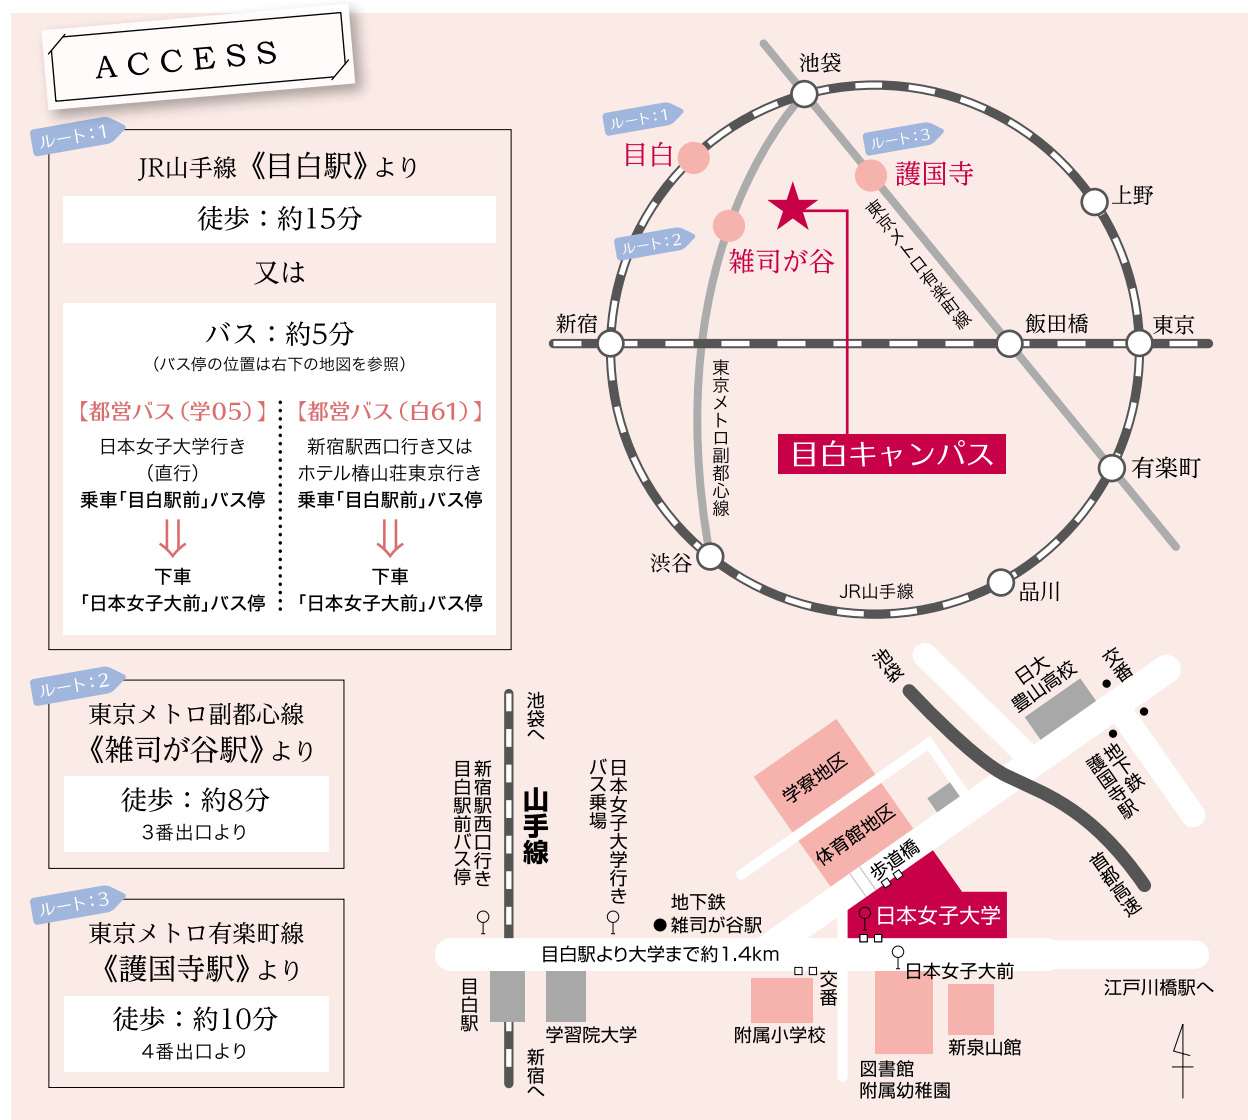 ACCESS
ルート:1
JR山手線《目白駅》より
徒歩：約15分
又は
バス：約5分
（バス停の位置は右下の地図を参照）
【都営バス（学05）】
日本女子大学行き
（直行）
乗車「目白駅前」バス停
下車
「日本女子大前」バス停
【都営バス（白61）】
新宿駅西口行き又は
ホテル椿山荘東京行き
乗車「目白駅前」バス停
下車
「日本女子大前」バス停
ルート:2
東京メトロ副都心線
《雑司が谷駅》より
徒歩：約8分
3番出口より
ルート:3
東京メトロ有楽町線
《護国寺駅》より
徒歩：約10分
4番出口より
池袋
ルート:1
目白
ルート:3
護国寺
上野
ルート:2
雑司が谷
東京メトロ有楽町線
新宿
飯田橋
東京
東京メトロ副都心線
目白キャンパス
有楽町
渋谷
JR山手線
品川
池袋へ
山手線
新宿駅西口行き
目白駅前バス停
日本女子大学行き
バス乗場
地下鉄
雑司が谷駅
目白駅より大学まで約1.4km
目白駅
学習院大学
新宿へ
池袋
日大
豊山高校
交番
地下鉄
護国寺駅
首都高速
学寮地区
体育館地区
歩道橋
日本女子大学
日本女子大前
交番
附属小学校
図書館
附属幼稚園
新泉山館
江戸川橋駅へ